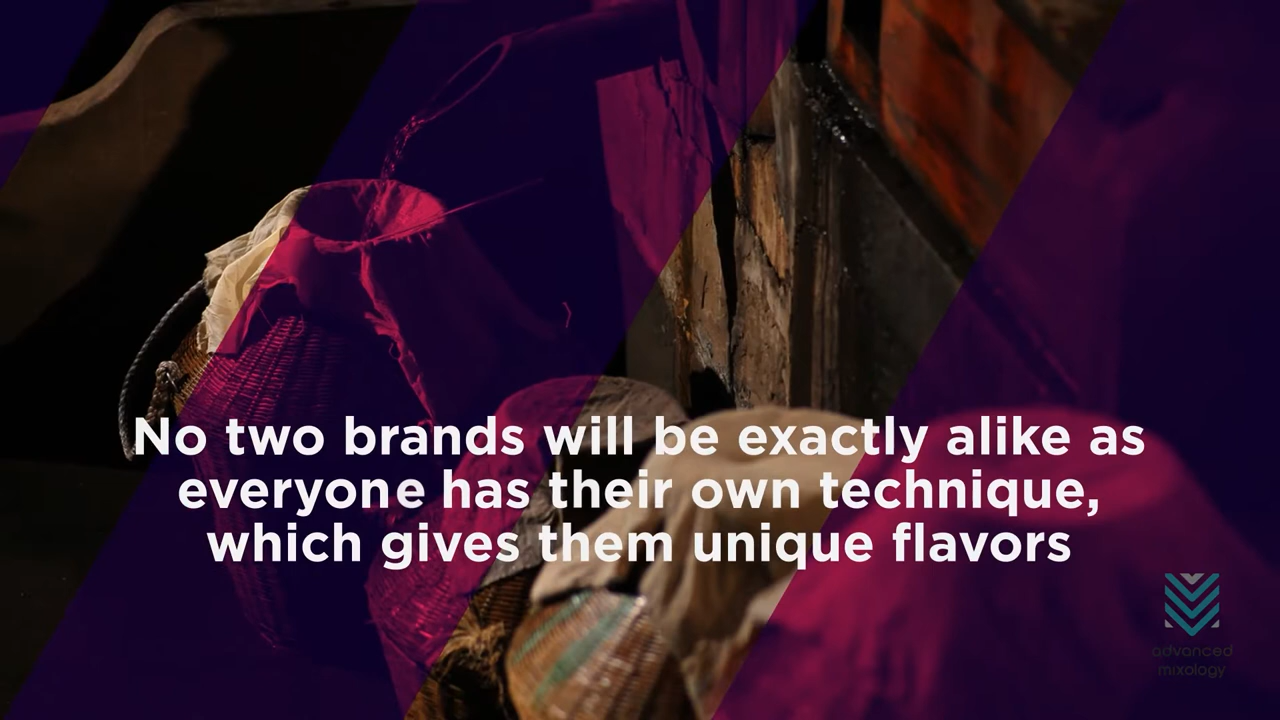 No two brands will be exactly alike as
everyone has their own technique,
which gives them unique flavors
advanced
mixology